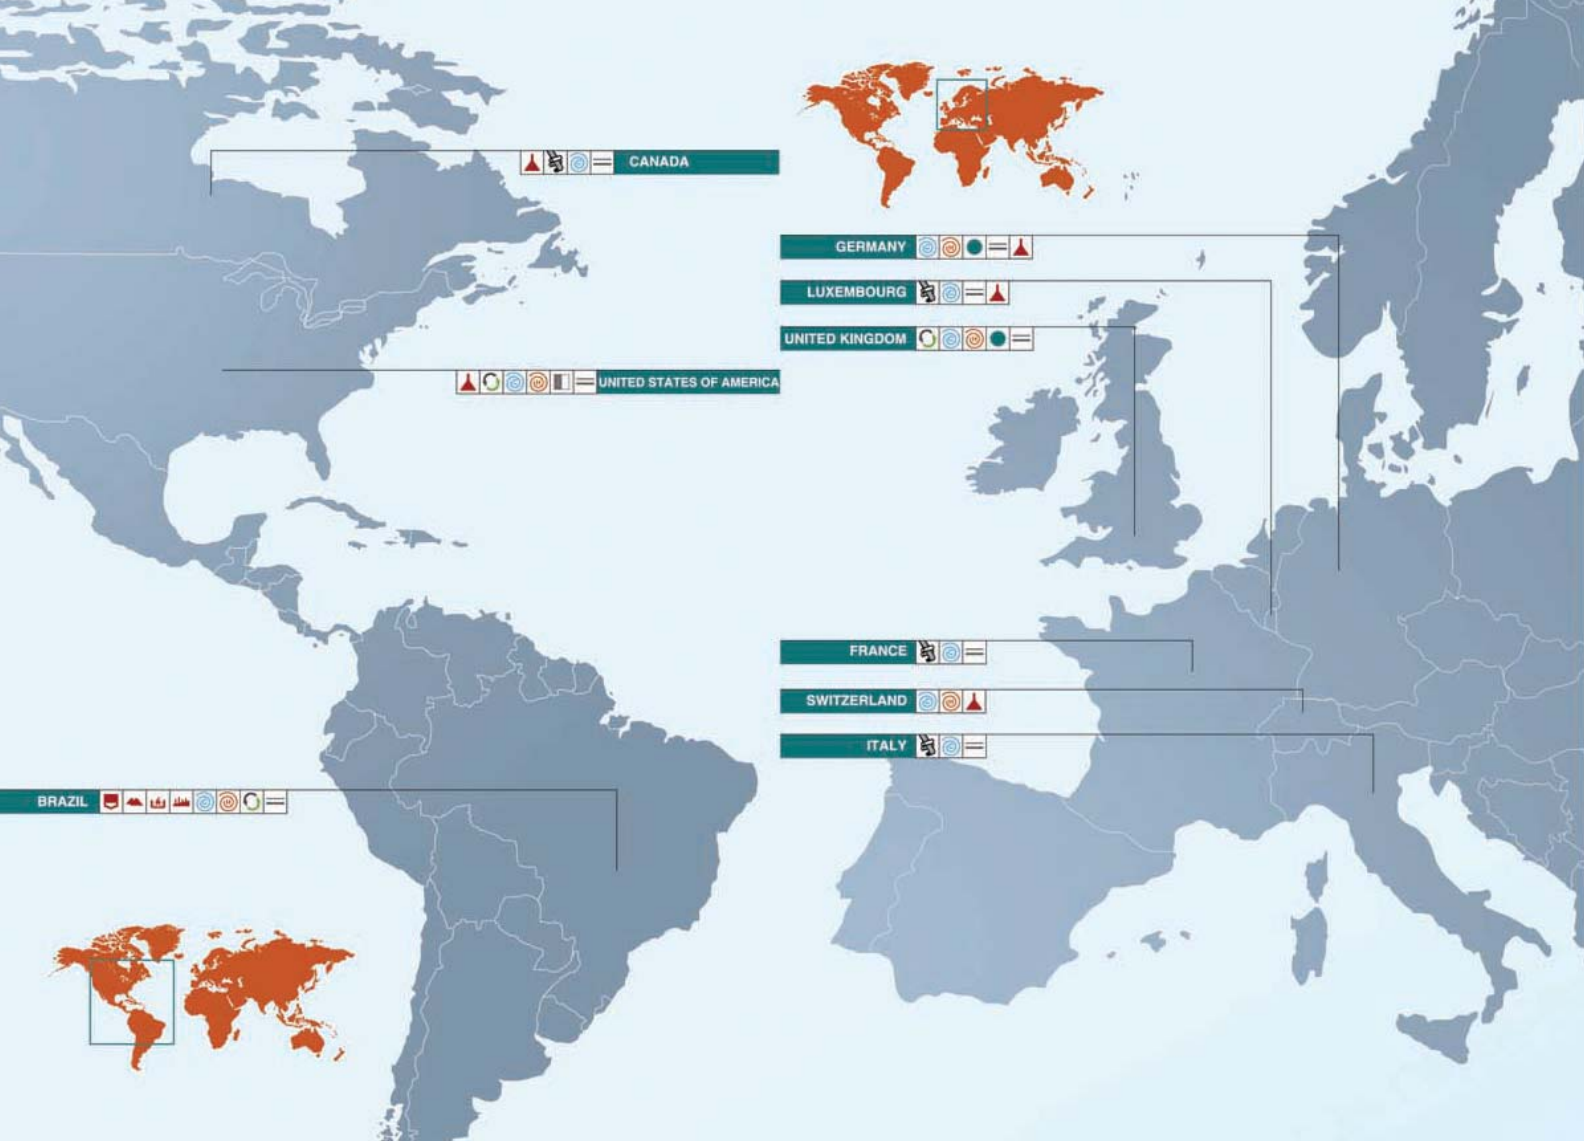 CANADA
GERMANY
LUXEMBOURG
UNITED KINGDOM
UNITED STATES OF AMERICA
FRANCE
SWITZERLAND
ITALY
BRAZIL